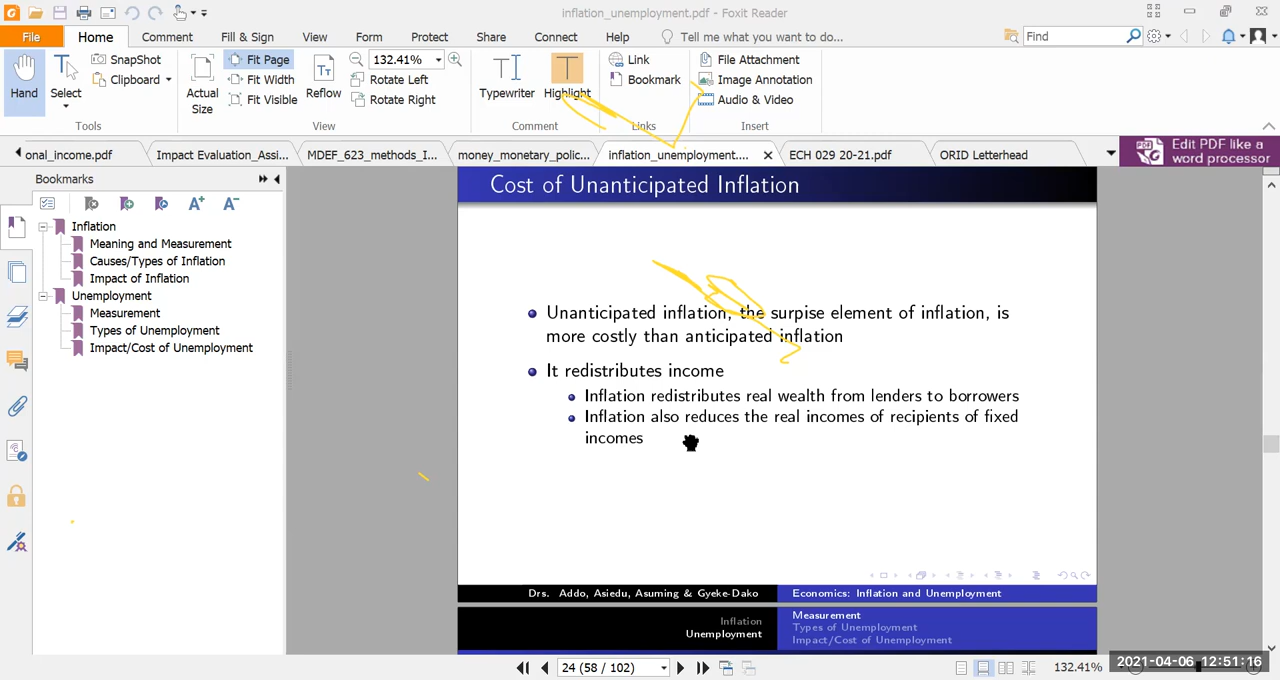 inflation_unemployment.pdf - Foxit Reader
File Home Comment Fill & Sign View Form Protect Share Connect Help Tell me what you want to do... Find
Hand
Select
SnapShot
Clipboard
Tools
Actual Size
Fit Page
Fit Width
Fit Visible
Reflow
132.41%
Rotate Left
Rotate Right
View
Typewriter
Highlight
Comment
Link
Bookmark
Links
File Attachment
Image Annotation
Audio & Video
Insert
onal_income.pdf Impact Evaluation_Assi... MDEF_623_methods_I... money_monetary_polic... inflation_unemployment.... ECH 029 20-21.pdf ORID Letterhead
Edit PDF like a
word processor
Bookmarks
Inflation
Meaning and Measurement
Causes/Types of Inflation
Impact of Inflation
Unemployment
Measurement
Types of Unemployment
Impact/Cost of Unemployment
Cost of Unanticipated Inflation
Unanticipated inflation, the surpise element of inflation, is
more costly than anticipated inflation
It redistributes income
Inflation redistributes real wealth from lenders to borrowers
Inflation also reduces the real incomes of recipients of fixed
incomes
Drs. Addo, Asiedu, Asuming & Gyeke-Dako Economics: Inflation and Unemployment
Inflation
Unemployment
Measurement
Types of Unemployment
Impact/Cost of Unemployment
24 (58 / 102)
132.41%
2021-04-06 12:51:16